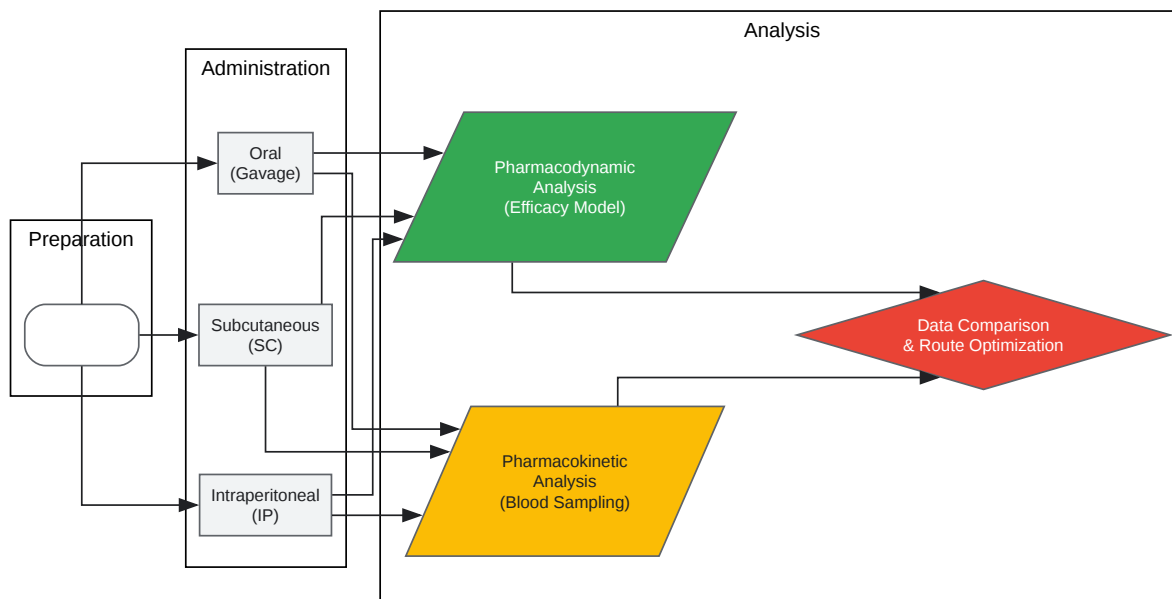 Analysis
Administration
Oral
(Gavage)
Pharmacodynamic
Analysis
(Efficacy Model)
Preparation
Subcutaneous
(SC)
Data Comparison
& Route Optimization
Pharmacokinetic
Analysis
(Blood Sampling)
Intraperitoneal
(IP)